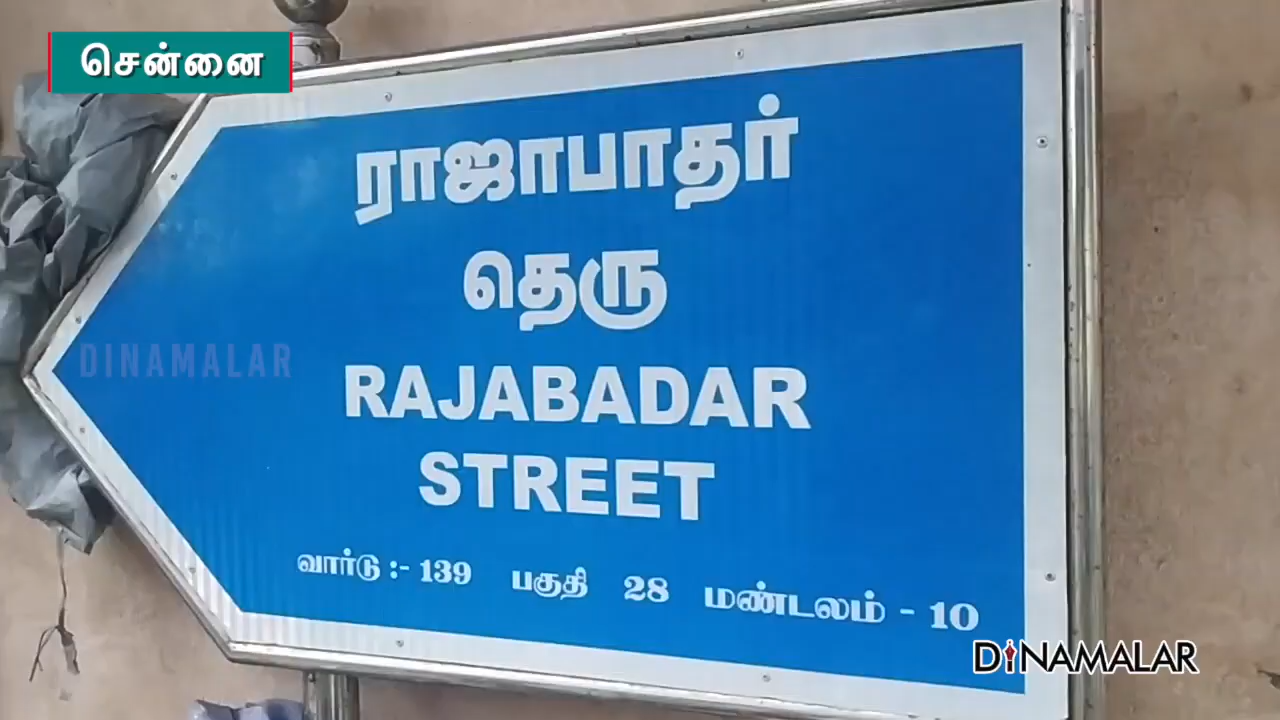 சென்னை
ராஜாபாதர்
தெரு
DINAMALAR
RAJABADAR
STREET
வார்டு :- 139 பகுதி 28 மண்டலம் - 10
DINAMALAR